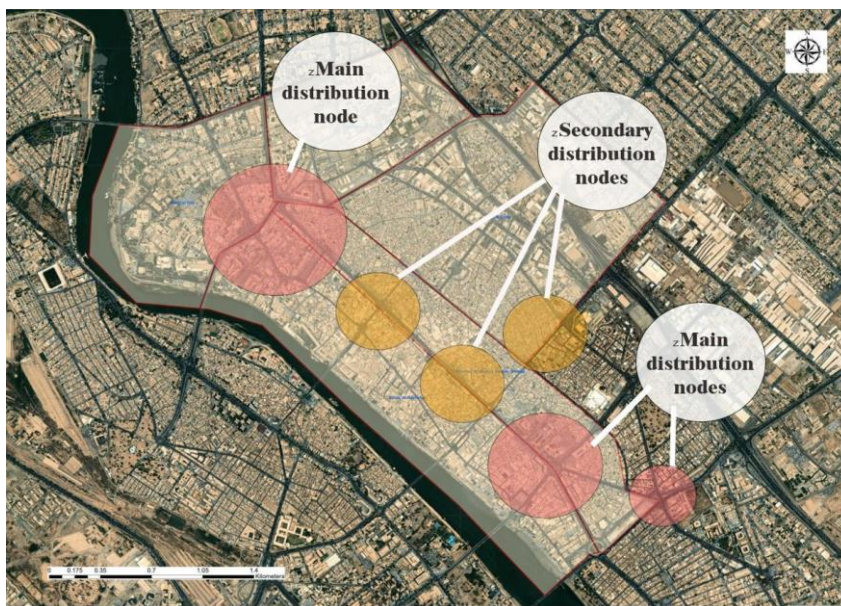 zMain
distribution
node
zSecondary
distribution
nodes
zMain
distribution
nodes
0 0.175 0.35 0.7 1.05 1.4
Kilometers